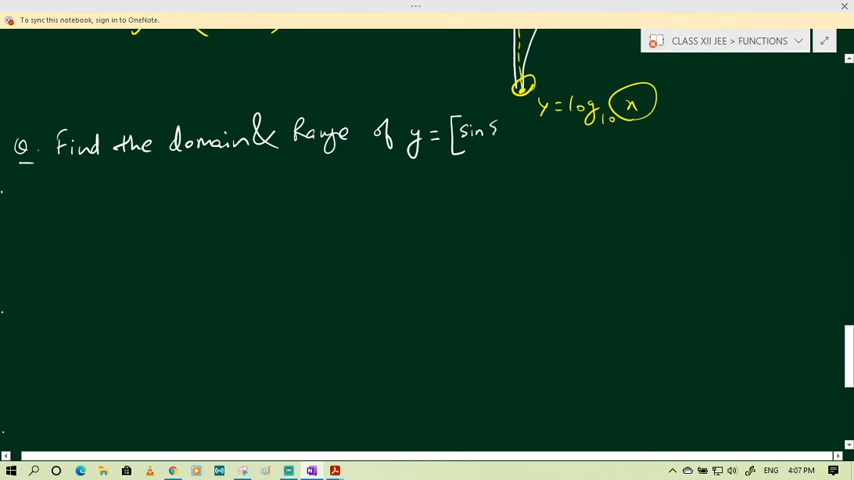 To sync this notebook, sign in to OneNote.
CLASS XII JEE > FUNCTIONS
y = log₁₀ x
Q. Find the domain & Range of y = [sin 5
ENG 4:07 PM